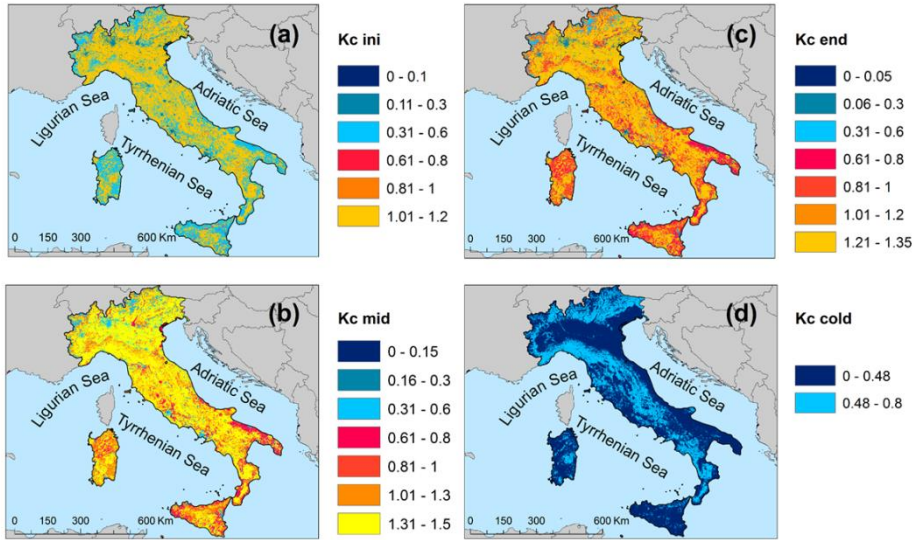 (a)
Ligurian Sea
Adriatic Sea
Tyrrhenian Sea
0 150 300 600 Km
Kc ini
0 - 0.1
0.11 - 0.3
0.31 - 0.6
0.61 - 0.8
0.81 - 1
1.01 - 1.2
(c)
Ligurian Sea
Adriatic Sea
Tyrrhenian Sea
0 150 300 600 Km
Kc end
0 - 0.05
0.06 - 0.3
0.31 - 0.6
0.61 - 0.8
0.81 - 1
1.01 - 1.2
1.21 - 1.35
(b)
Ligurian Sea
Adriatic Sea
Tyrrhenian Sea
0 150 300 600 Km
Kc mid
0 - 0.15
0.16 - 0.3
0.31 - 0.6
0.61 - 0.8
0.81 - 1
1.01 - 1.3
1.31 - 1.5
(d)
Ligurian Sea
Adriatic Sea
Tyrrhenian Sea
0 150 300 600 Km
Kc cold
0 - 0.48
0.48 - 0.8